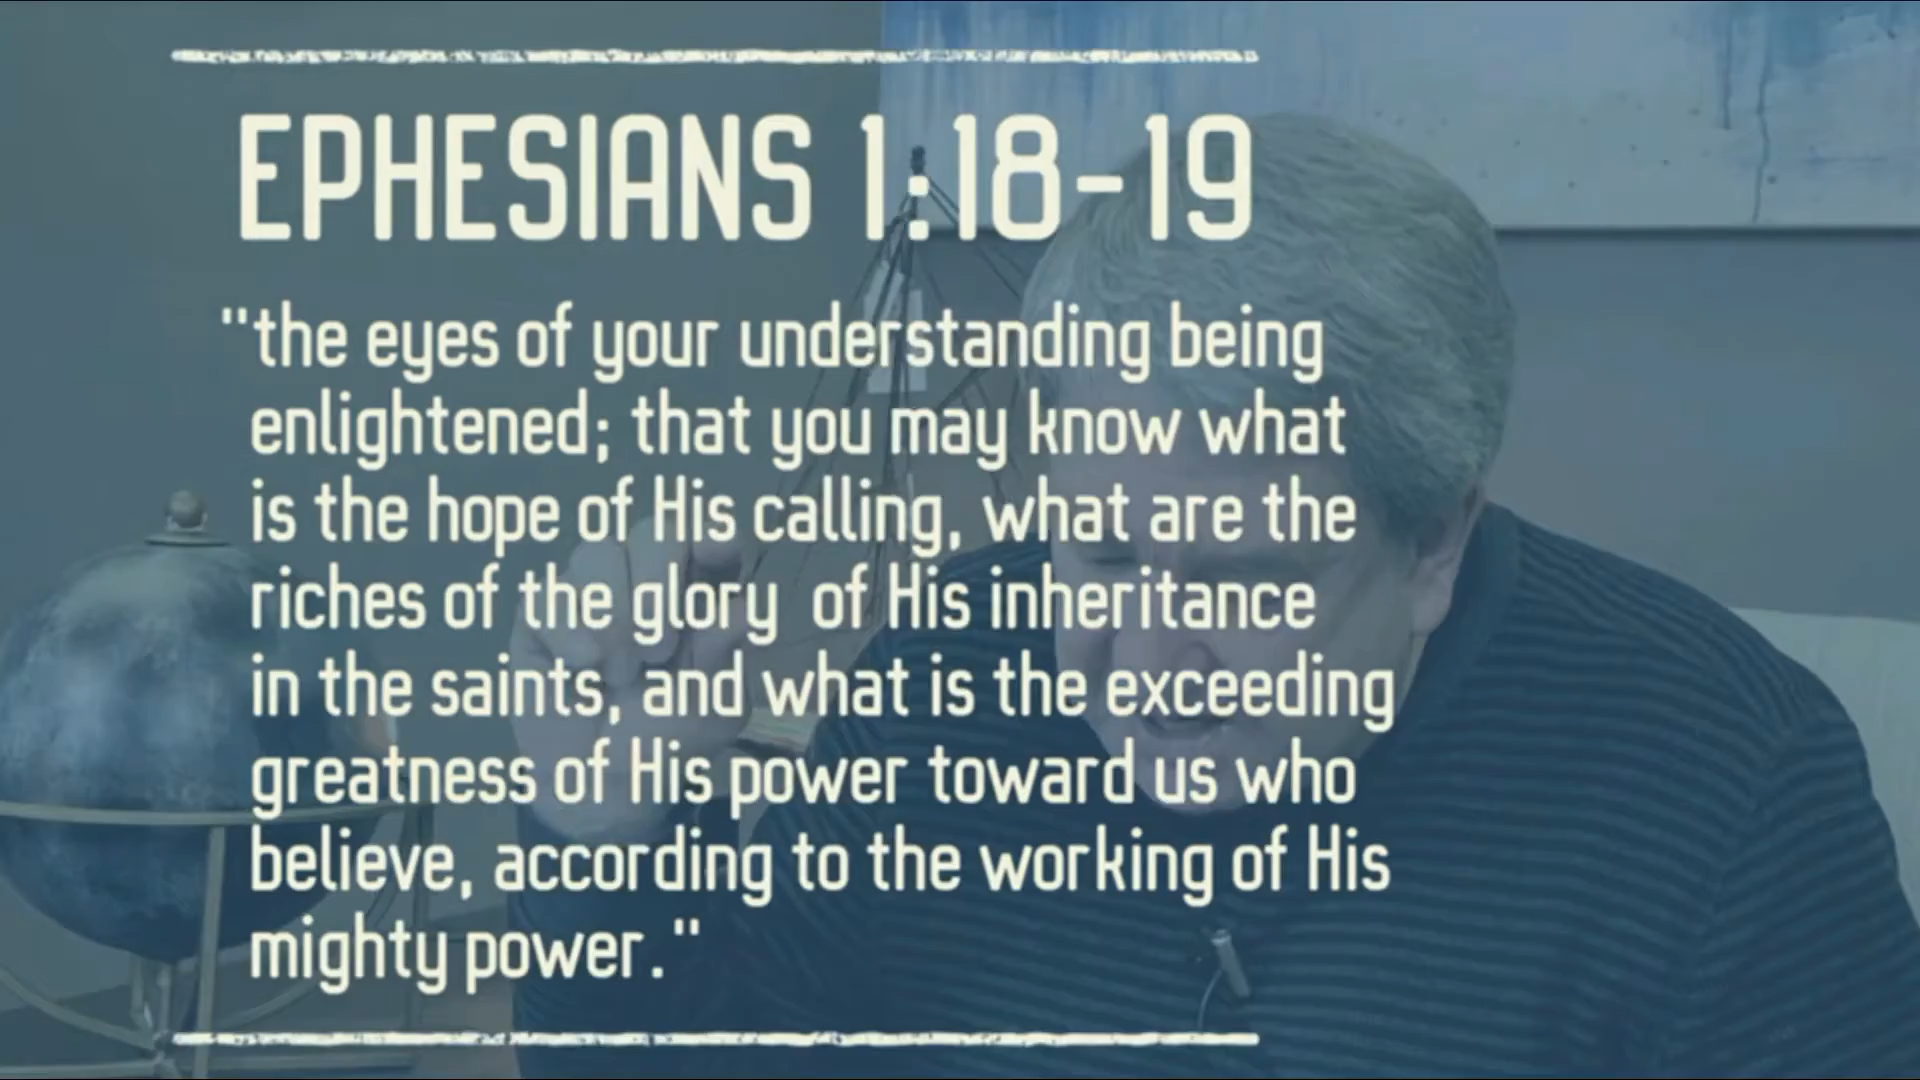 EPHESIANS 1:18-19
"the eyes of your understanding being
enlightened; that you may know what
is the hope of His calling, what are the
riches of the glory of His inheritance
in the saints, and what is the exceeding
greatness of His power toward us who
believe, according to the working of His
mighty power."